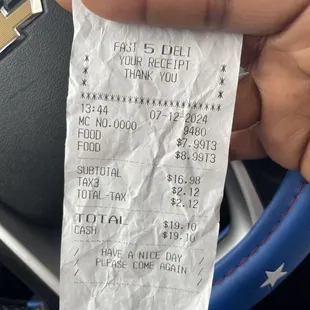 FAST 5 DELI
YOUR RECEIPT
THANK YOU
13:44 07-12-2024
MC NO.0000 9480
FOOD $7.99T3
FOOD $8.99T3
SUBTOTAL $16.98
TAX3 $2.12
TOTAL-TAX $2.12
TOTAL $19.10
CASH $19.10
HAVE A NICE DAY
PLEASE COME AGAIN